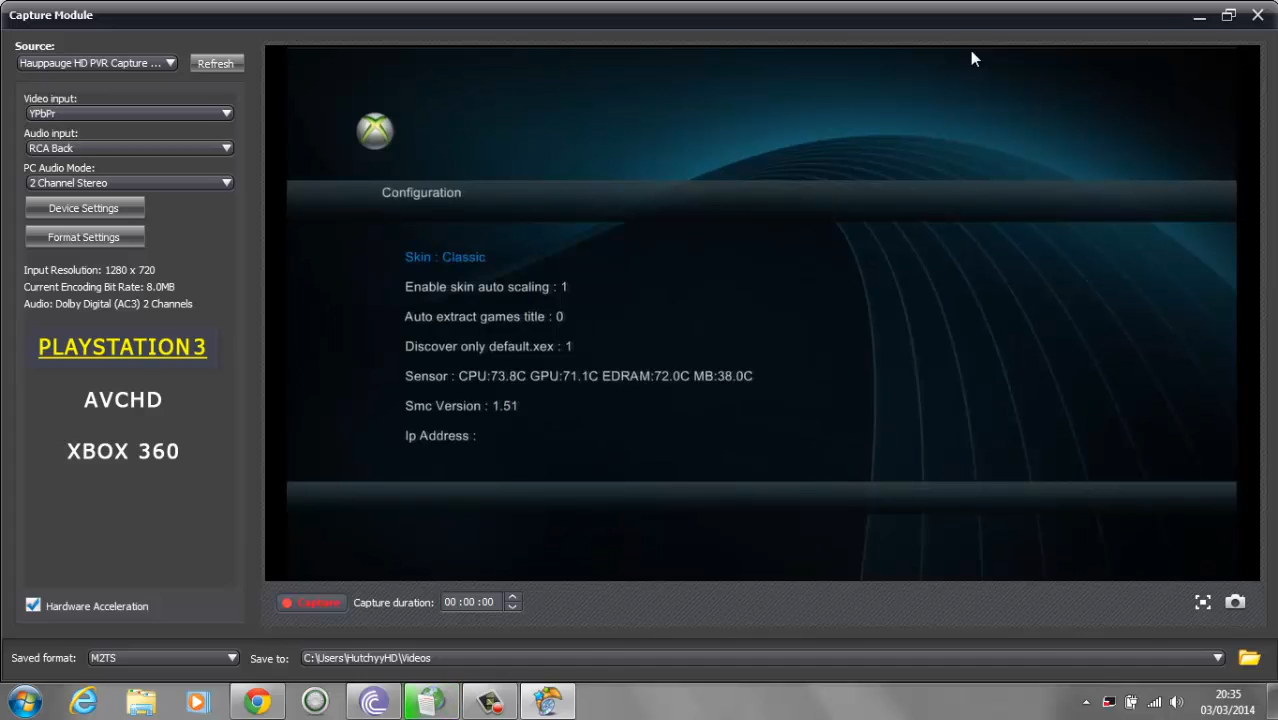 Capture Module
Source:
Hauppauge HD PVR Capture ...
Refresh
Video input:
YPbPr
Audio input:
RCA Back
PC Audio Mode:
2 Channel Stereo
Device Settings
Format Settings
Input Resolution: 1280 x 720
Current Encoding Bit Rate: 8.0MB
Audio: Dolby Digital (AC3) 2 Channels
PLAYSTATION3
AVCHD
XBOX 360
Hardware Acceleration
Configuration
Skin : Classic
Enable skin auto scaling : 1
Auto extract games title : 0
Discover only default.xex : 1
Sensor : CPU:73.8C GPU:71.1C EDRAM:72.0C MB:38.0C
Smc Version : 1.51
Ip Address :
Capture
Capture duration:
00 :00 :00
Saved format:
M2TS
Save to:
C:\Users\HutchyyHD\Videos
20:35
03/03/2014